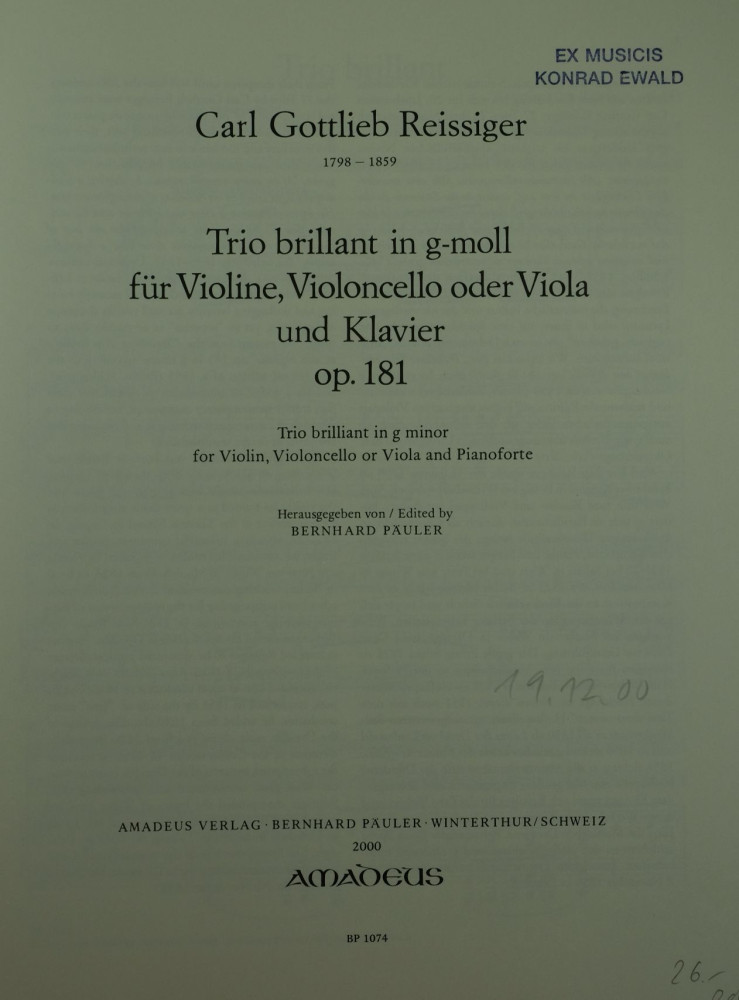 EX MUSICIS
KONRAD EWALD
Carl Gottlieb Reissiger
1798 – 1859
Trio brillant in g-moll
für Violine, Violoncello oder Viola
und Klavier
op. 181
Trio brilliant in g minor
for Violin, Violoncello or Viola and Pianoforte
Herausgegeben von / Edited by
BERNHARD PÄULER
19.12.00
AMADEUS VERLAG · BERNHARD PÄULER · WINTERTHUR/SCHWEIZ
2000
AMADEUS
BP 1074
26.–